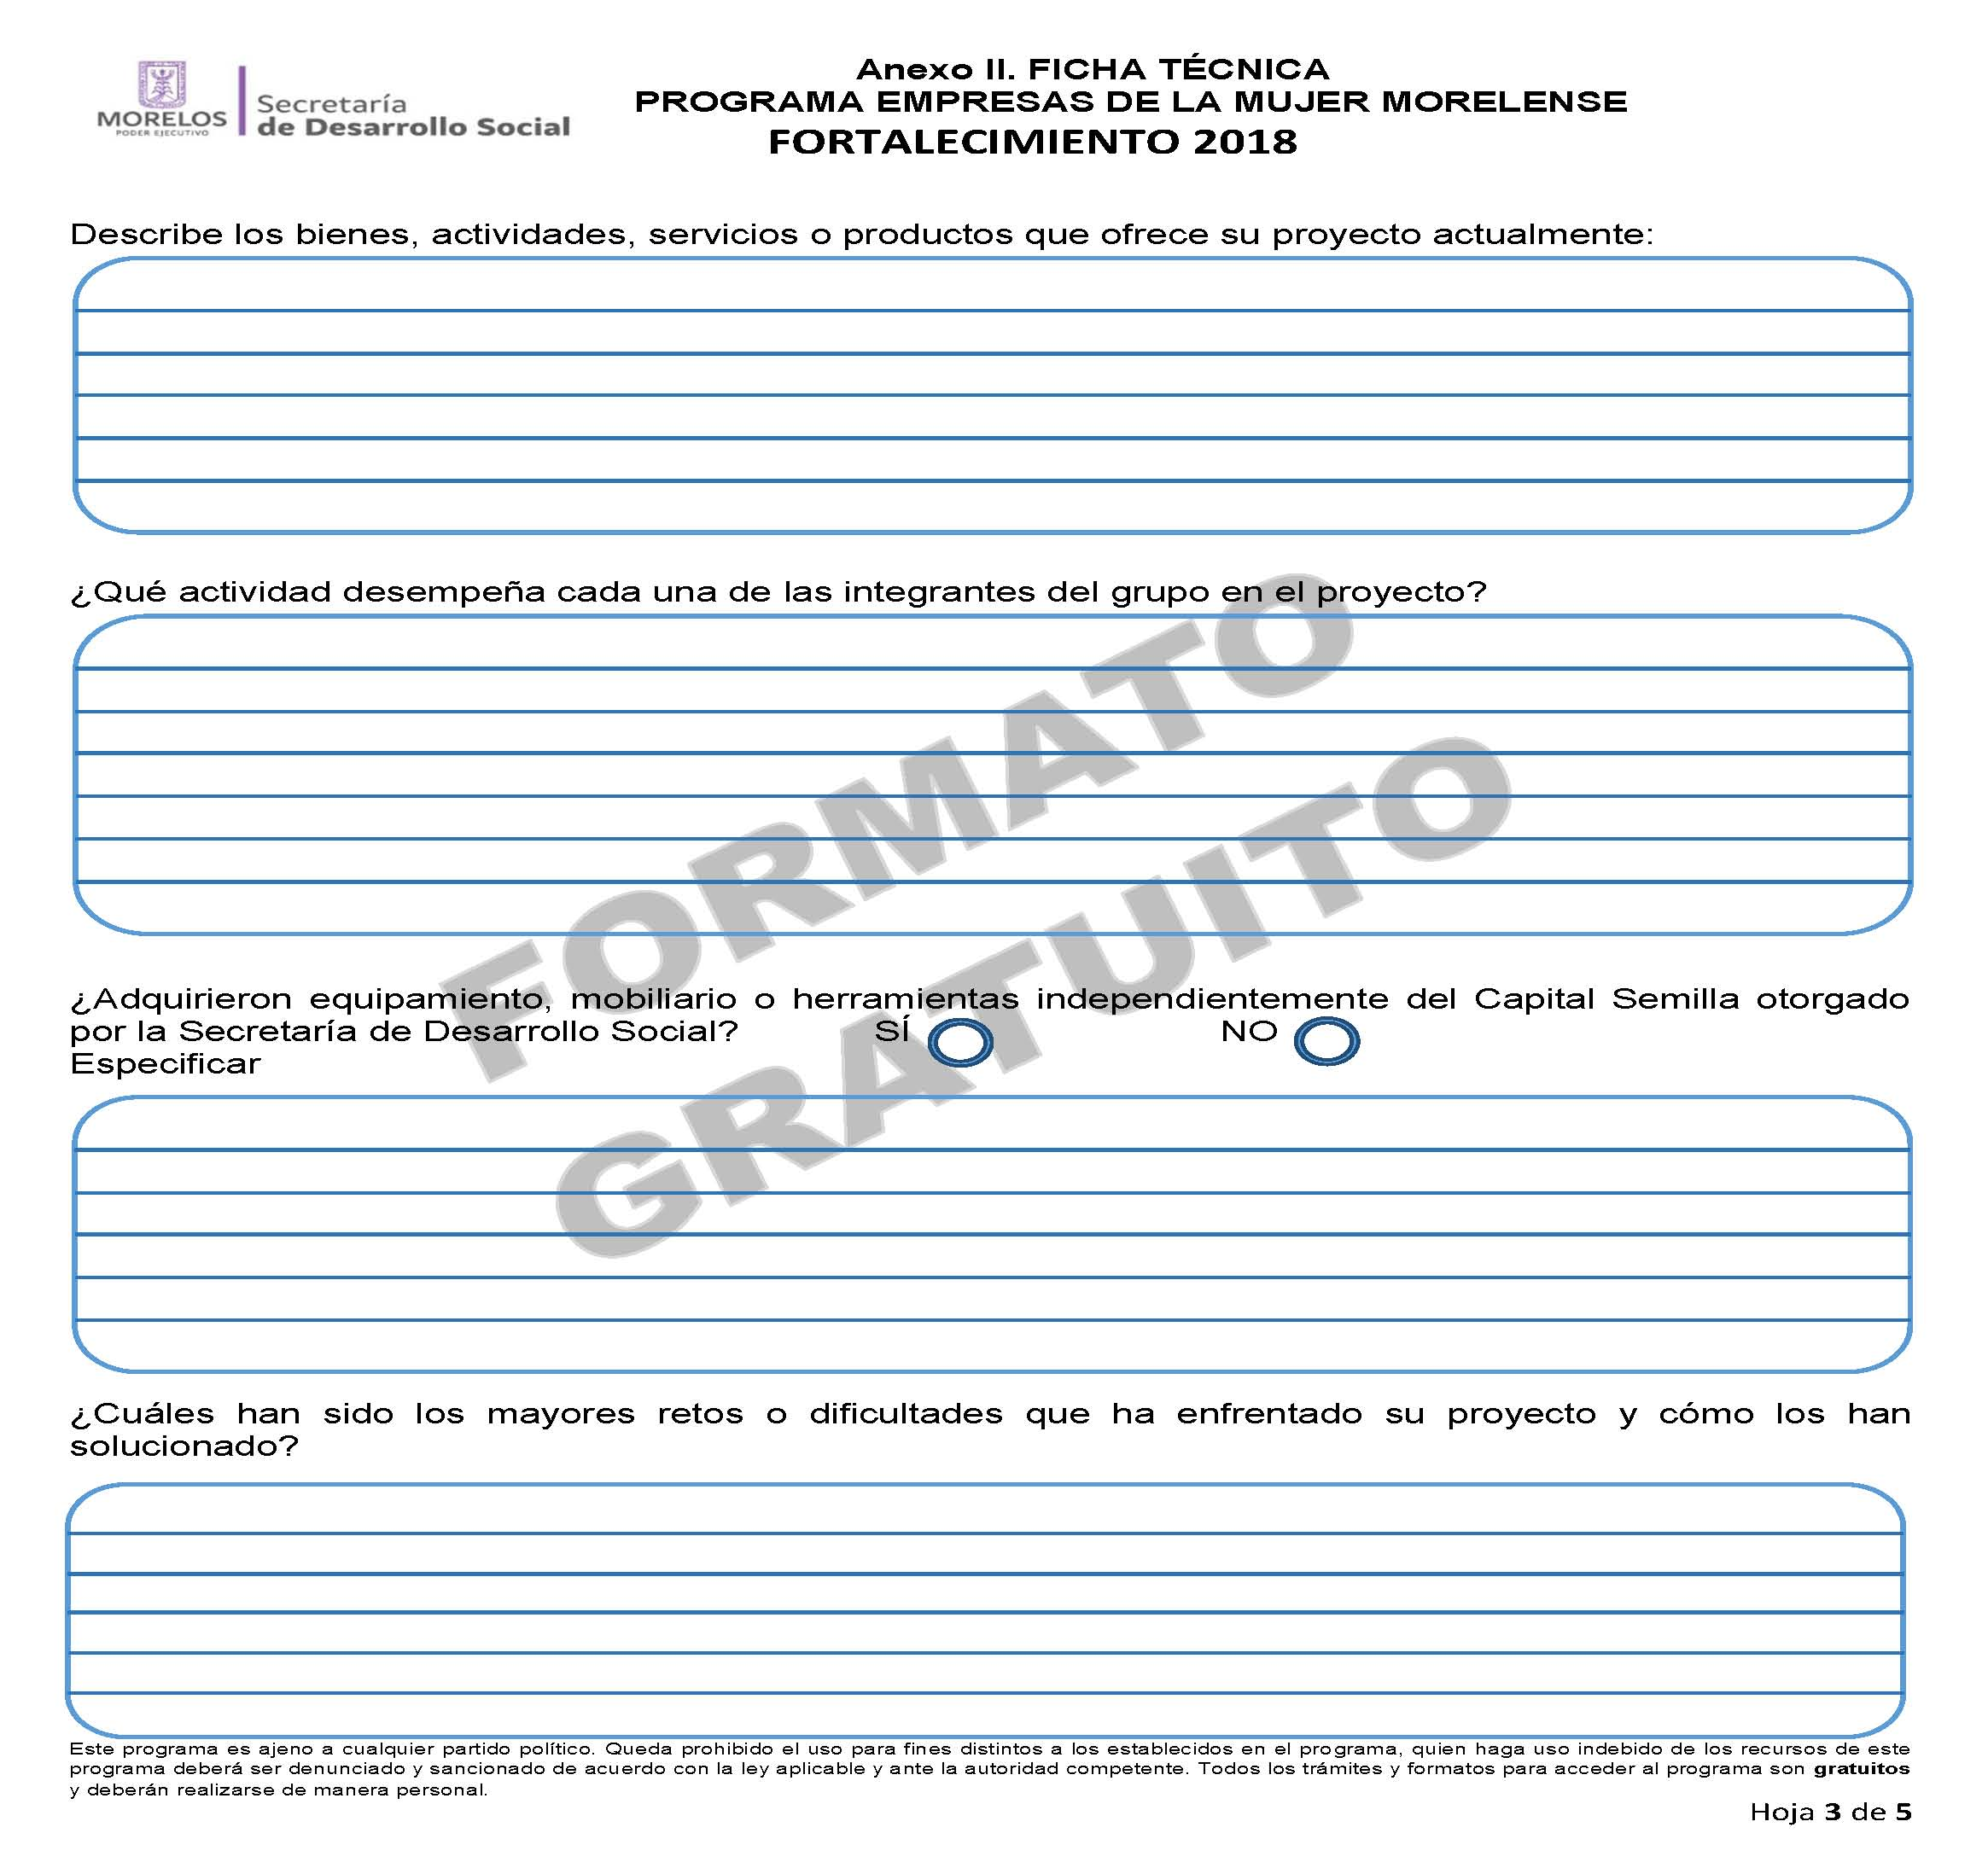 MORELOS
PODER EJECUTIVO
Secretaría
de Desarrollo Social
Anexo II. FICHA TÉCNICA
PROGRAMA EMPRESAS DE LA MUJER MORELENSE
FORTALECIMIENTO 2018
Describe los bienes, actividades, servicios o productos que ofrece su proyecto actualmente:
¿Qué actividad desempeña cada una de las integrantes del grupo en el proyecto?
FORMATO
GRATUITO
¿Adquirieron equipamiento, mobiliario o herramientas independientemente del Capital Semilla otorgado
por la Secretaría de Desarrollo Social? SÍ NO
Especificar
¿Cuáles han sido los mayores retos o dificultades que ha enfrentado su proyecto y cómo los han
solucionado?
Este programa es ajeno a cualquier partido político. Queda prohibido el uso para fines distintos a los establecidos en el programa, quien haga uso indebido de los recursos de este
programa deberá ser denunciado y sancionado de acuerdo con la ley aplicable y ante la autoridad competente. Todos los trámites y formatos para acceder al programa son gratuitos
y deberán realizarse de manera personal.
Hoja 3 de 5